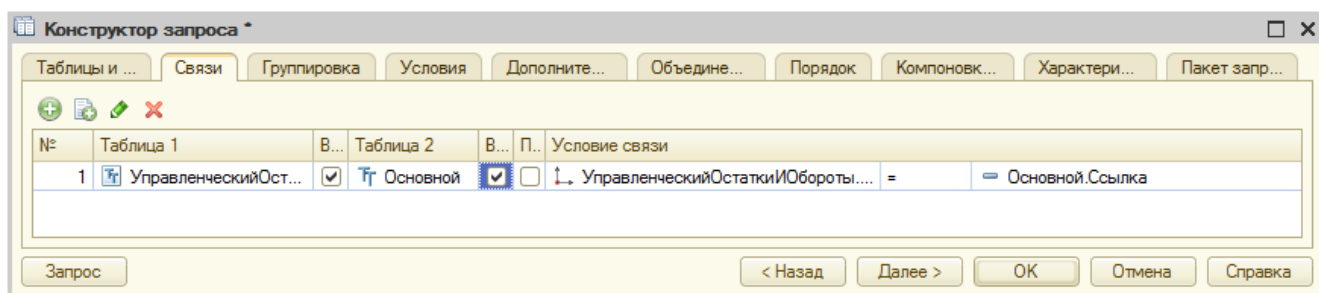 Конструктор запроса *
Таблицы и ... Связи Группировка Условия Дополните... Объедине... Порядок Компоновк... Характери... Пакет запр...
№ Таблица 1 В... Таблица 2 В... П... Условие связи
1 УправленческийОст... Основной УправленческийОстаткиИОбороты.... = Основной.Ссылка
Запрос < Назад Далее > OK Отмена Справка